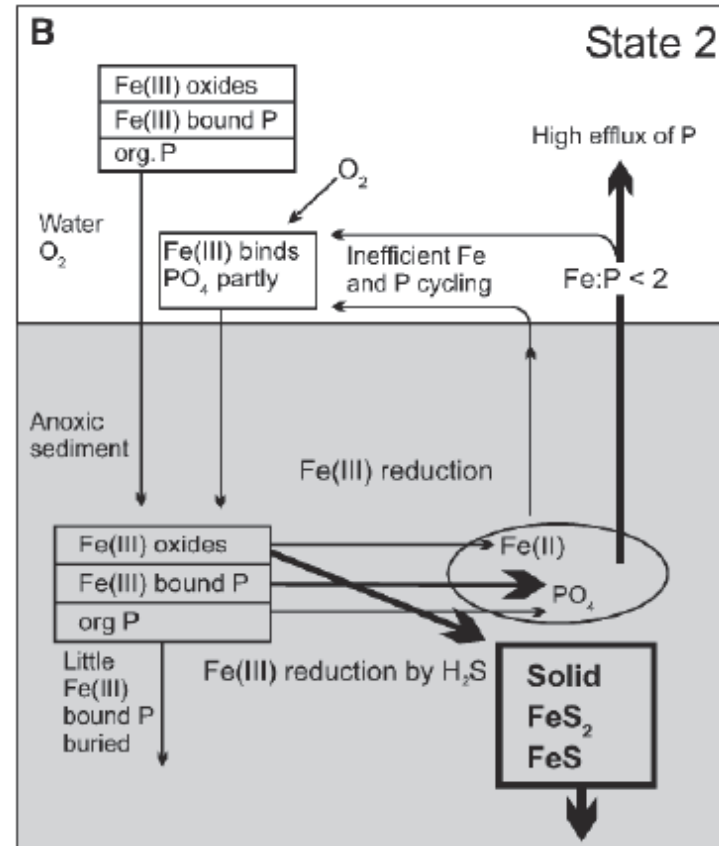 B
State 2
Fe(III) oxides
Fe(III) bound P
org. P
High efflux of P
O₂
Water
O₂
Fe(III) binds
PO₄ partly
Inefficient Fe
and P cycling
Fe:P < 2
Anoxic
sediment
Fe(III) reduction
Fe(III) oxides
Fe(III) bound P
org P
Fe(II)
PO₄
Little
Fe(III)
bound P
buried
Fe(III) reduction by H₂S
Solid
FeS₂
FeS